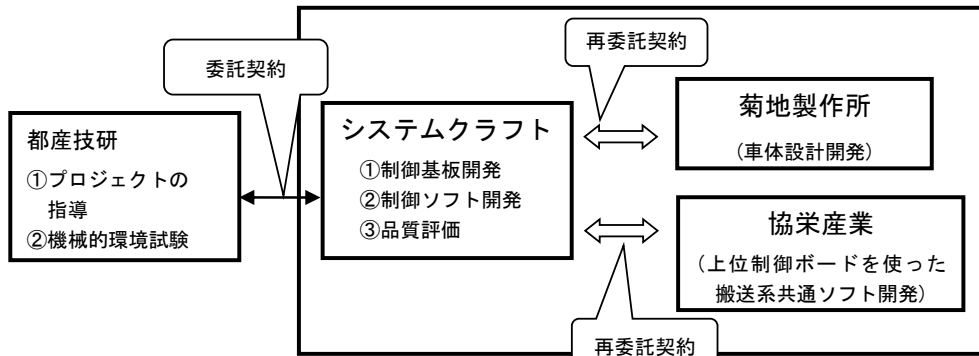 委託契約
再委託契約
都産技研
①プロジェクトの
指導
②機械的環境試験
システムクラフト
①制御基板開発
②制御ソフト開発
③品質評価
菊地製作所
(車体設計開発)
協栄産業
(上位制御ボードを使った
搬送系共通ソフト開発)
再委託契約